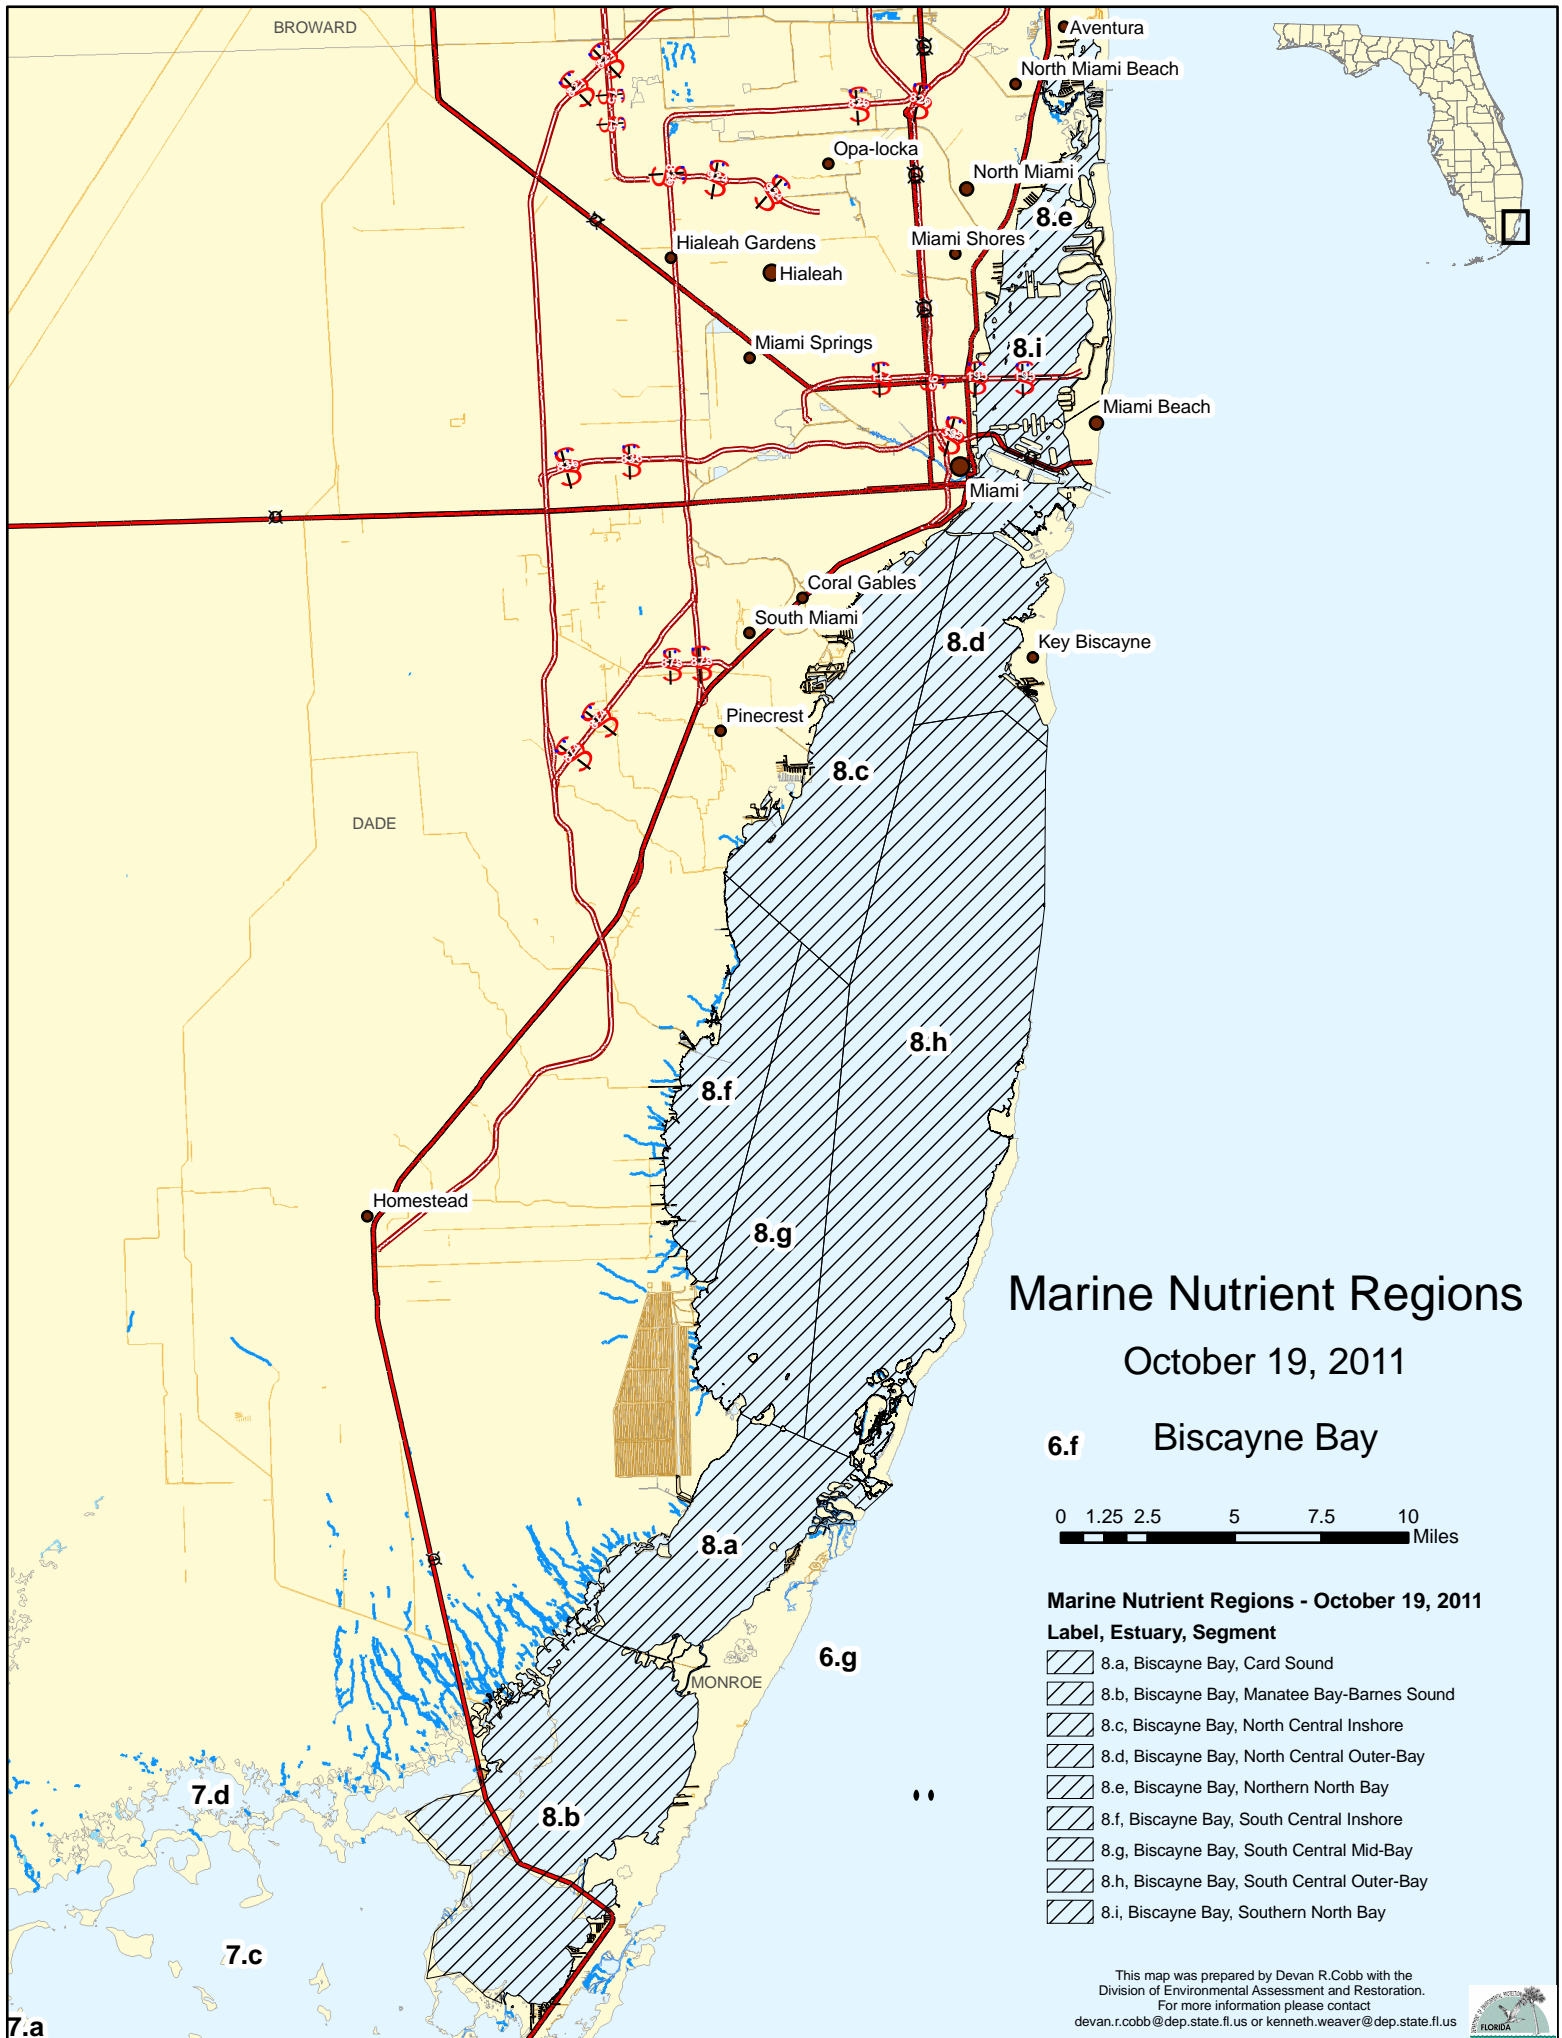 BROWARD
Aventura
North Miami Beach
Opa-locka
North Miami
8.e
Hialeah Gardens
Miami Shores
Hialeah
Miami Springs
8.i
Miami Beach
Miami
Coral Gables
South Miami
8.d
Key Biscayne
Pinecrest
8.c
DADE
8.h
8.f
Homestead
8.g
Marine Nutrient Regions
October 19, 2011
6.f
Biscayne Bay
0 1.25 2.5 5 7.5 10
Miles
8.a
Marine Nutrient Regions - October 19, 2011
Label, Estuary, Segment
8.a, Biscayne Bay, Card Sound
8.b, Biscayne Bay, Manatee Bay-Barnes Sound
8.c, Biscayne Bay, North Central Inshore
8.d, Biscayne Bay, North Central Outer-Bay
8.e, Biscayne Bay, Northern North Bay
8.f, Biscayne Bay, South Central Inshore
8.g, Biscayne Bay, South Central Mid-Bay
8.h, Biscayne Bay, South Central Outer-Bay
8.i, Biscayne Bay, Southern North Bay
6.g
MONROE
7.d
8.b
7.c
7.a
This map was prepared by Devan R.Cobb with the
Division of Environmental Assessment and Restoration.
For more information please contact
devan.r.cobb@dep.state.fl.us or kenneth.weaver@dep.state.fl.us
FLORIDA